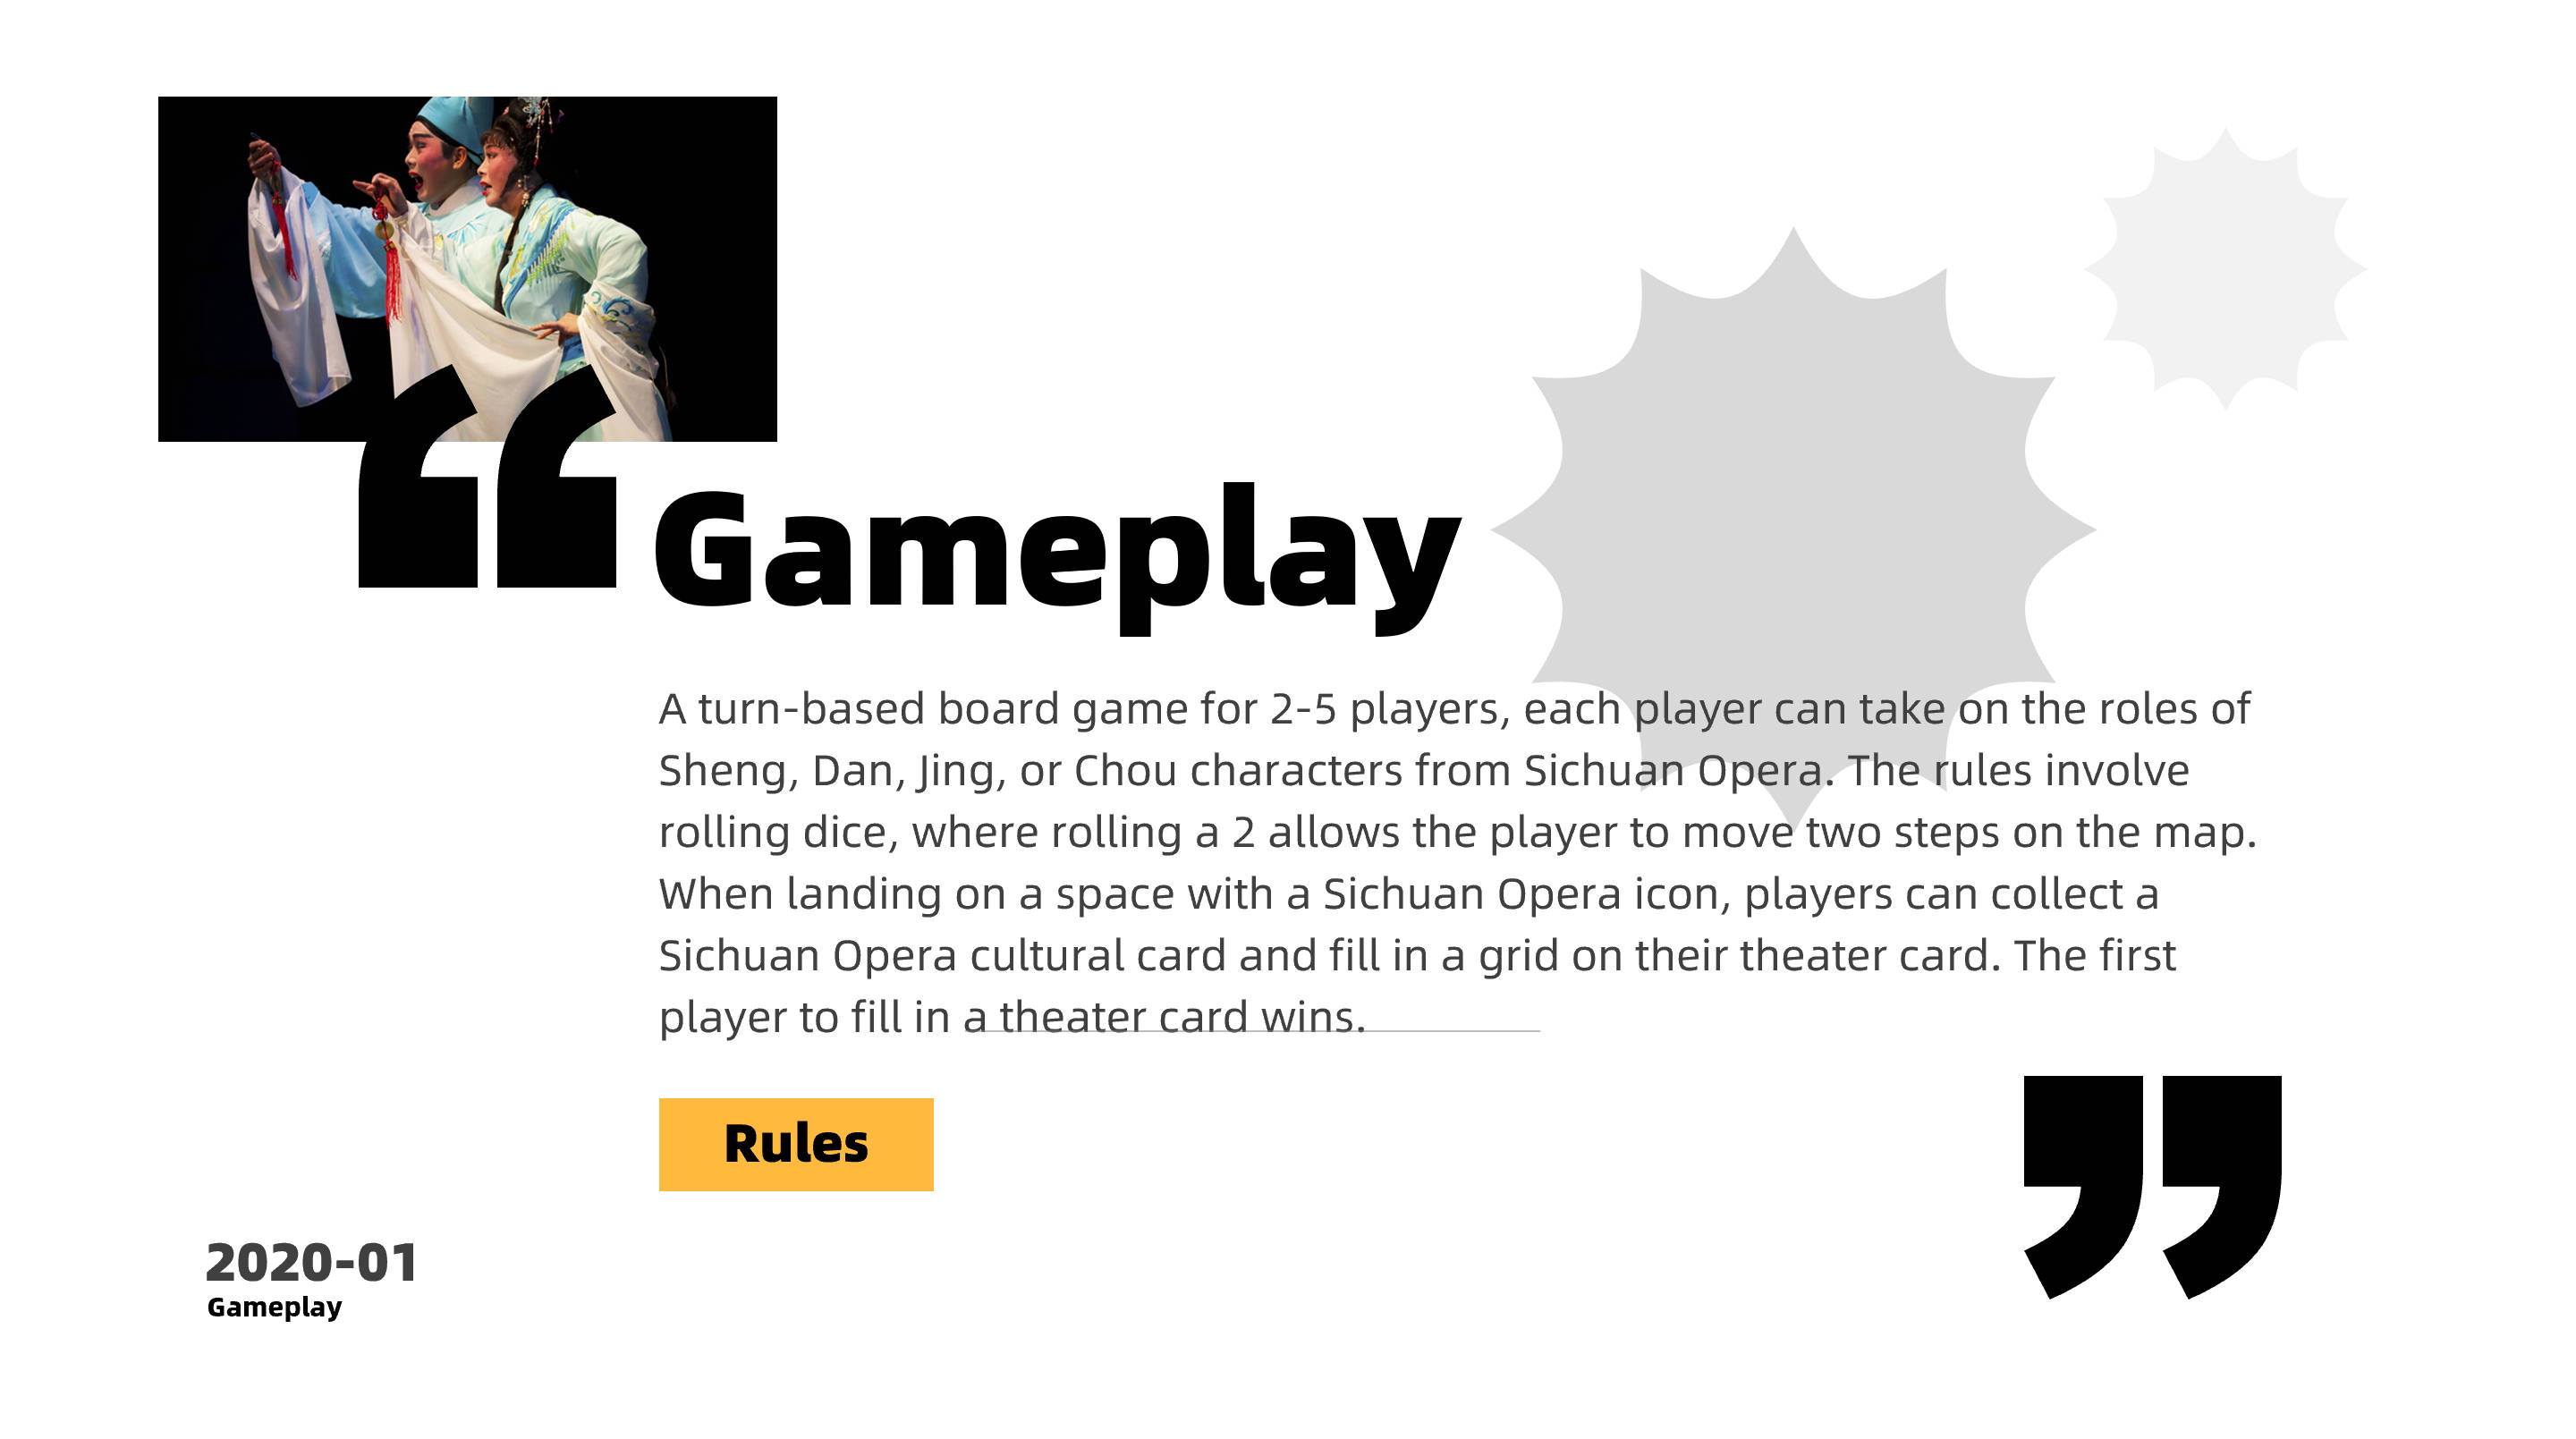 “Gameplay
A turn-based board game for 2-5 players, each player can take on the roles of
Sheng, Dan, Jing, or Chou characters from Sichuan Opera. The rules involve
rolling dice, where rolling a 2 allows the player to move two steps on the map.
When landing on a space with a Sichuan Opera icon, players can collect a
Sichuan Opera cultural card and fill in a grid on their theater card. The first
player to fill in a theater card wins.
”
Rules
2020-01
Gameplay